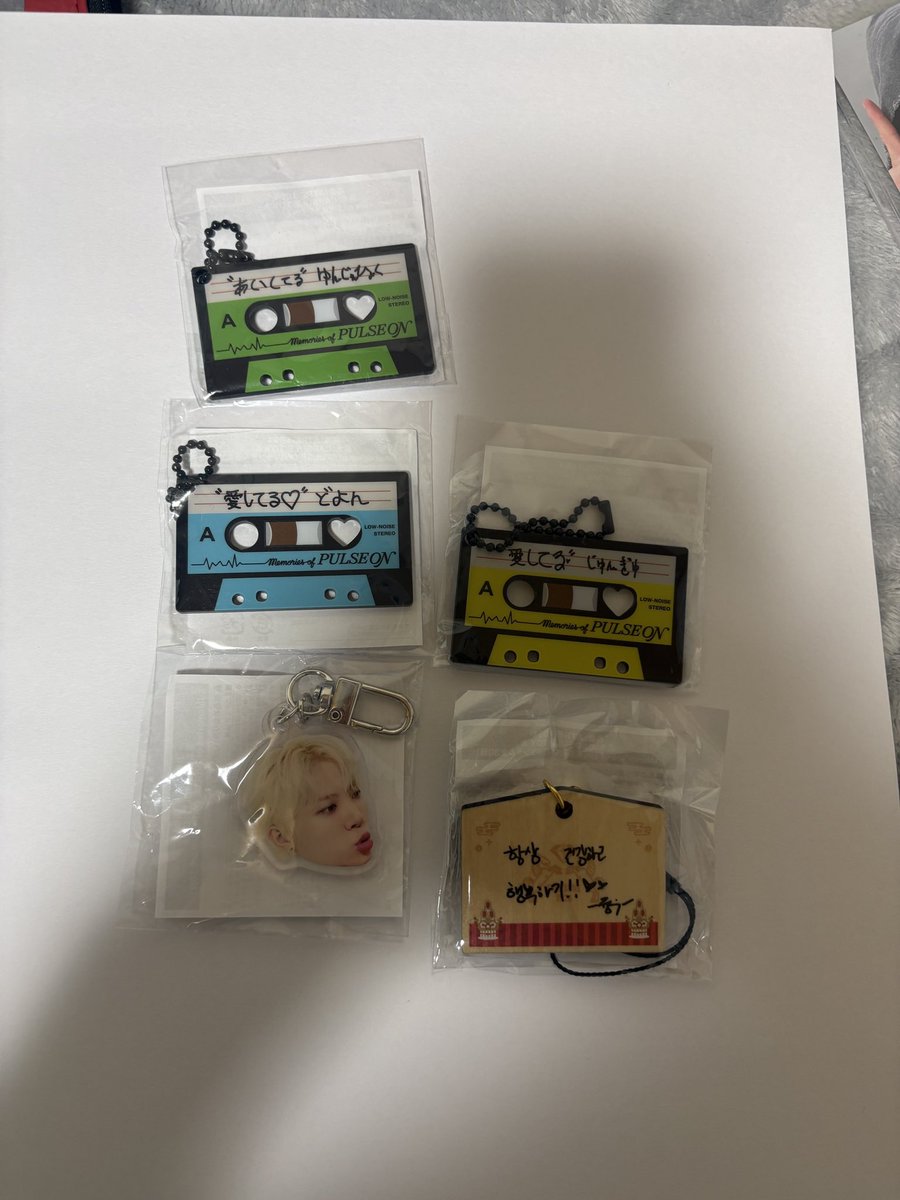 "あいしてる" ゆんじぇひょく
A
LOW-NOISE
STEREO
Memories of PULSE ON
"愛してる♡" どよん
A
LOW-NOISE
STEREO
Memories of PULSE ON
"愛してる" じゅんぎゅ
A
LOW-NOISE
STEREO
Memories of PULSE ON
항상 건강하고
행복하기!!♡♡